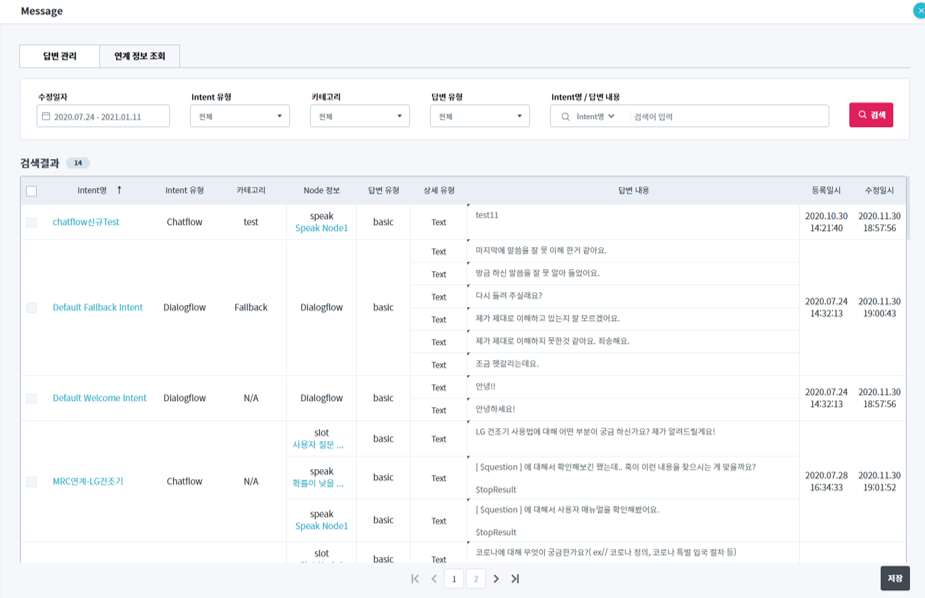 Message
답변 관리
연계 정보 조회
수정일자
Intent 유형
카테고리
답변 유형
Intent명 / 답변 내용
2020.07.24 - 2021.01.11
전체
전체
전체
Intent명
검색어 입력
검색
검색결과 14
Intent명 ↑
Intent 유형
카테고리
Node 정보
답변 유형
상세 유형
답변 내용
등록일시
수정일시
chatflow신규Test
Chatflow
test
speak
Speak Node1
basic
Text
test11
2020.10.30
14:21:40
2020.11.30
18:57:56
Default Fallback Intent
Dialogflow
Fallback
Dialogflow
basic
Text
마지막에 말씀을 잘 못 이해 한거 같아요.
Text
방금 하신 말씀을 잘 못 알아 들었어요.
Text
다시 들려 주실래요?
Text
제가 제대로 이해하고 있는지 잘 모르겠어요.
Text
제가 제대로 이해하지 못한것 같아요. 죄송해요.
Text
조금 헷갈리는데요.
2020.07.24
14:32:13
2020.11.30
19:00:43
Default Welcome Intent
Dialogflow
N/A
Dialogflow
basic
Text
안녕!!
Text
안녕하세요!
2020.07.24
14:32:13
2020.11.30
18:57:56
MRC연계-LG건조기
Chatflow
N/A
slot
사용자 질문 ...
basic
Text
LG 건조기 사용법에 대해 어떤 부분이 궁금 하신가요? 제가 알려드릴게요!
speak
확률이 낮을 ...
basic
Text
[ $question ] 에 대해서 확인해보긴 했는데.. 혹이 이런 내용을 찾으시는 게 맞을까요?
$topResult
speak
Speak Node1
basic
Text
[ $question ] 에 대해서 사용자 매뉴얼을 확인해봤어요.
$topResult
2020.07.28
16:34:33
2020.11.30
19:01:52
slot
basic
Text
코로나에 대해 무엇이 궁금한가요?( ex// 코로나 정의, 코로나 특별 입국 절차 등)
1
2
저장